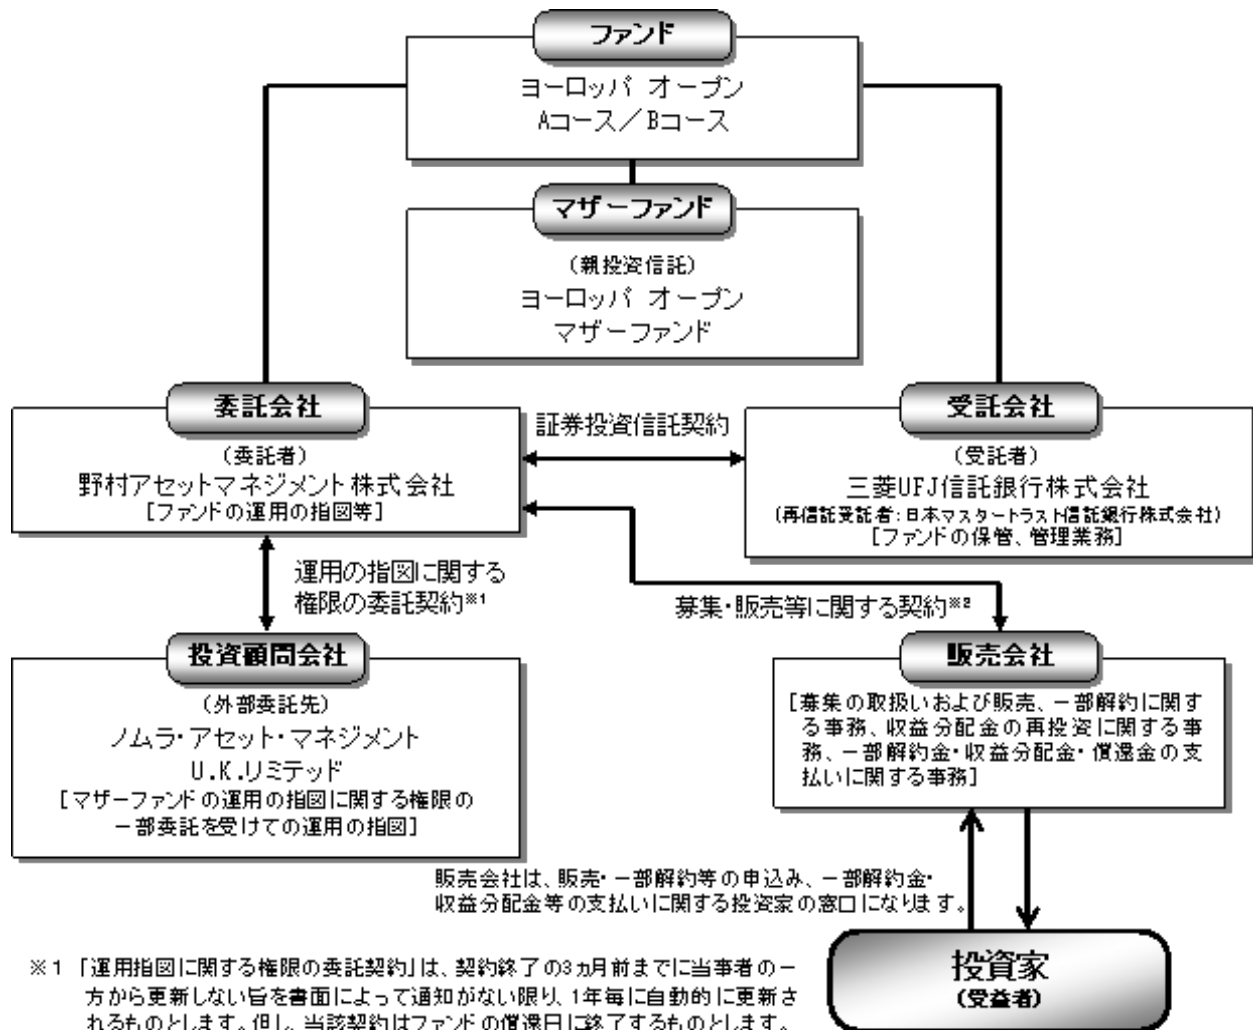 ファンド
ヨーロッパ オープン
Aコース／Bコース
マザーファンド
（親投資信託）
ヨーロッパ オープン
マザーファンド
委託会社
（委託者）
野村アセットマネジメント株式会社
［ファンドの運用の指図等］
証券投資信託契約
受託会社
（受託者）
三菱UFJ信託銀行株式会社
（再信託受託者：日本マスタートラスト信託銀行株式会社）
［ファンドの保管、管理業務］
運用の指図に関する
権限の委託契約※1
募集・販売等に関する契約※2
投資顧問会社
（外部委託先）
ノムラ・アセット・マネジメント
U.K.リミテッド
［マザーファンドの運用の指図に関する権限の
一部委託を受けての運用の指図］
販売会社
［募集の取扱いおよび販売、一部解約に関す
る事務、収益分配金の再投資に関する事
務、一部解約金・収益分配金・償還金の支
払いに関する事務］
販売会社は、販売・一部解約等の申込み、一部解約金・
収益分配金等の支払いに関する投資家の窓口になります。
投資家
（受益者）
※1 「運用指図に関する権限の委託契約」は、契約終了の3ヵ月前までに当事者の一
方から更新しない旨を書面によって通知がない限り、1年毎に自動的に更新さ
れるものとします。但し、当該契約はファンドの償還日に終了するものとします。